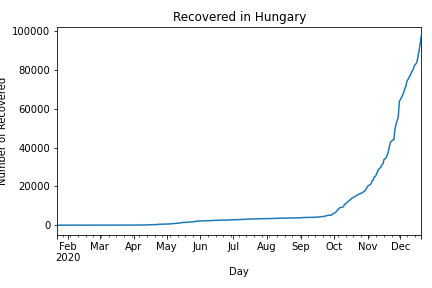 Recovered in Hungary
100000
80000
60000
40000
20000
0
Number of Recovered
Feb Mar Apr May Jun Jul Aug Sep Oct Nov Dec
2020
Day